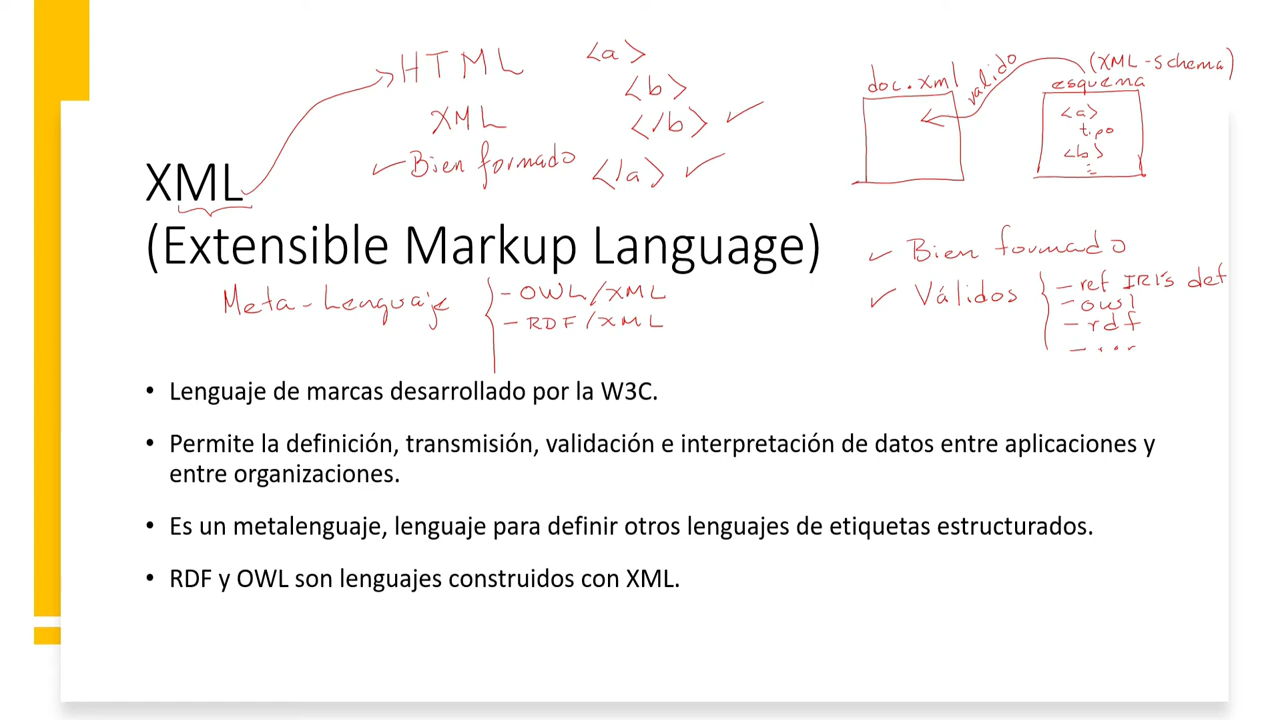 HTML
<a>
<b>
XML
</b>
Bien formado
</a>
doc.xml
valido
(XML-Schema)
esquema
<a>
tipo
<b>
XML
(Extensible Markup Language)
Meta-Lenguaje
- OWL/XML
- RDF/XML
Bien formado
Válidos
- ref IRI's def
- owl
- rdf
- ...
• Lenguaje de marcas desarrollado por la W3C.
• Permite la definición, transmisión, validación e interpretación de datos entre aplicaciones y
entre organizaciones.
• Es un metalenguaje, lenguaje para definir otros lenguajes de etiquetas estructurados.
• RDF y OWL son lenguajes construidos con XML.